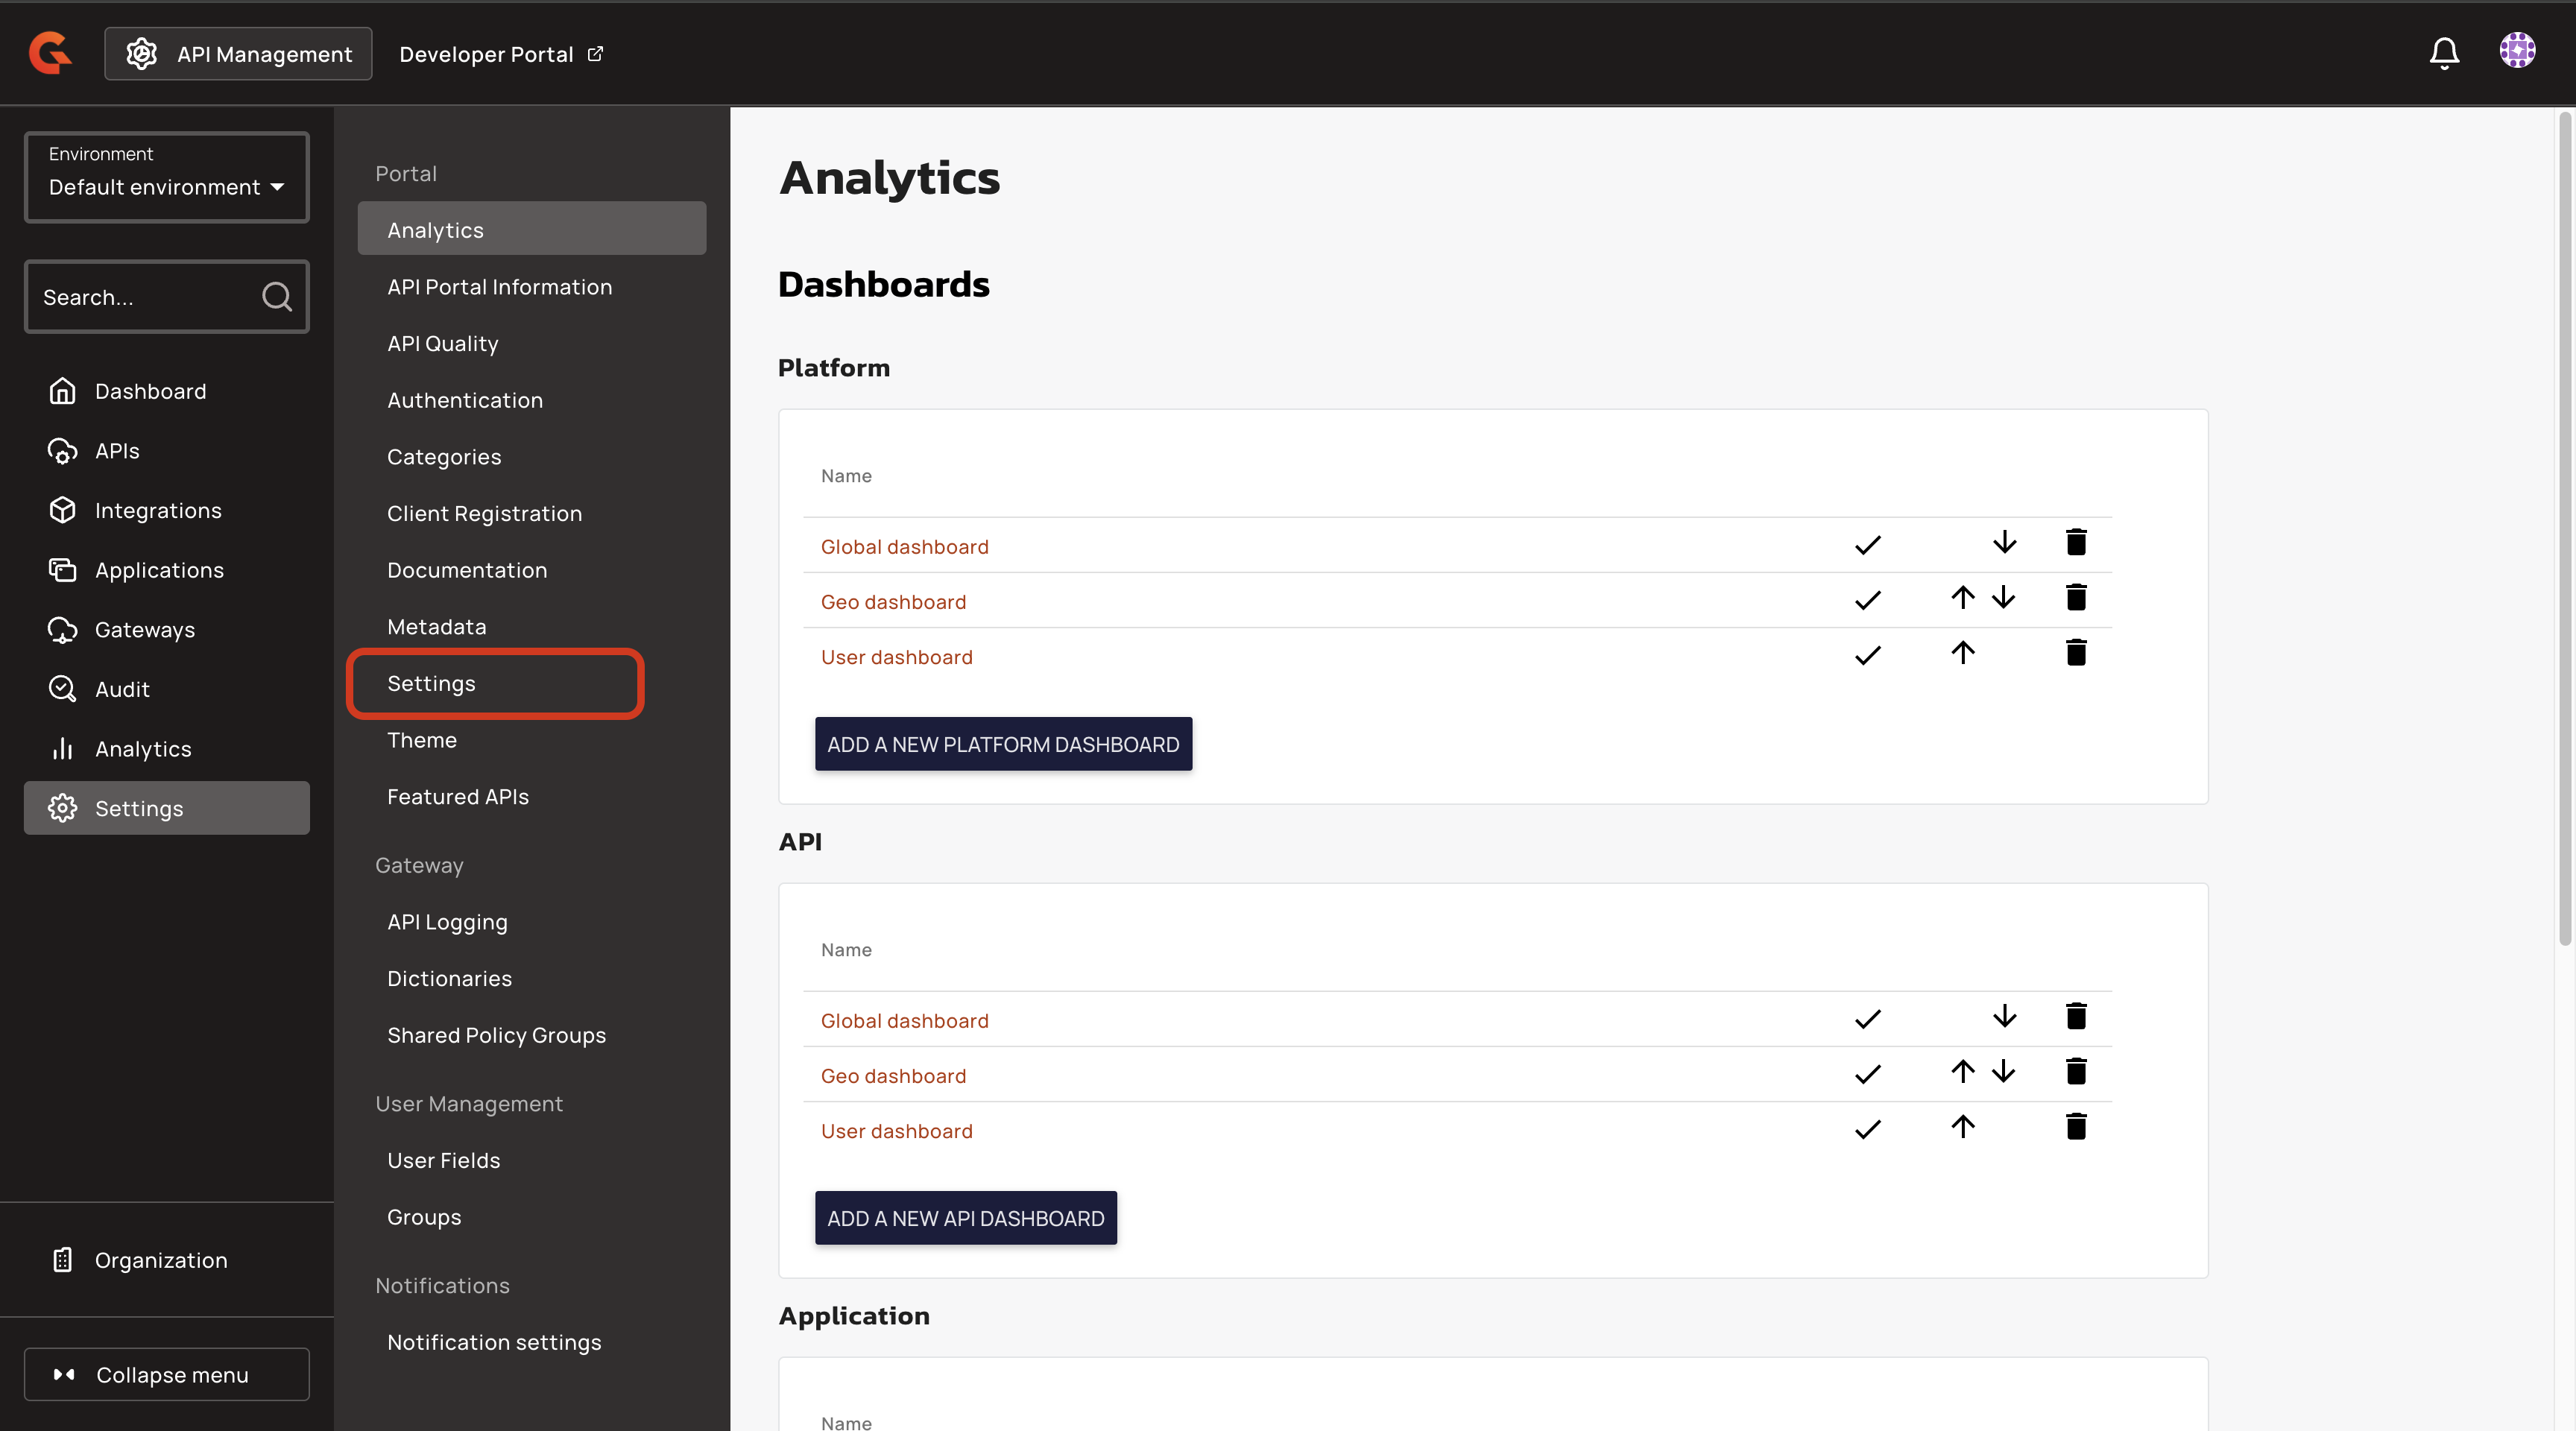 API Management
Developer Portal
Environment
Default environment
Search...
Dashboard
APIs
Integrations
Applications
Gateways
Audit
Analytics
Settings
Organization
Collapse menu
Portal
Analytics
API Portal Information
API Quality
Authentication
Categories
Client Registration
Documentation
Metadata
Settings
Theme
Featured APIs
Gateway
API Logging
Dictionaries
Shared Policy Groups
User Management
User Fields
Groups
Notifications
Notification settings
Analytics
Dashboards
Platform
Name
Global dashboard
Geo dashboard
User dashboard
ADD A NEW PLATFORM DASHBOARD
API
Name
Global dashboard
Geo dashboard
User dashboard
ADD A NEW API DASHBOARD
Application
Name